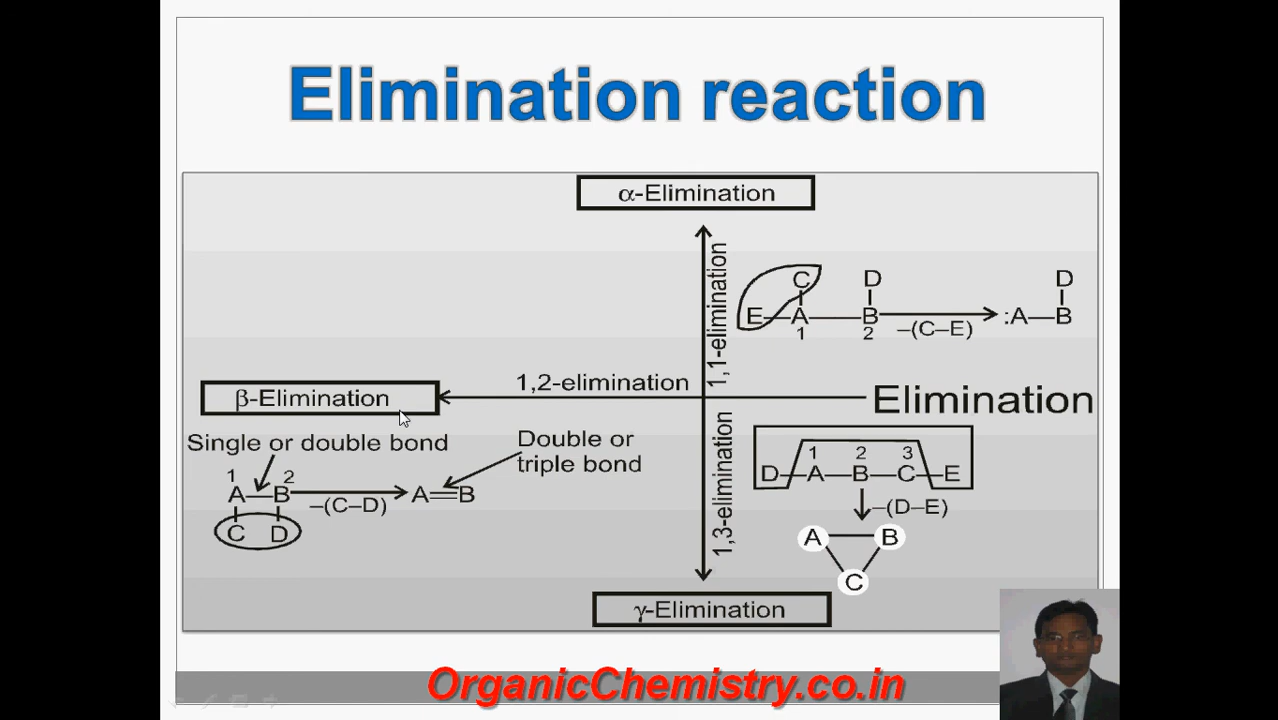 Elimination reaction
α-Elimination
1,1-elimination
C D D
E—A—B –(C–E) :A—B
1 2
1,2-elimination
β-Elimination
Elimination
Single or double bond
Double or
triple bond
1 2
A—B –(C–D) A=B
C D
1,3-elimination
1 2 3
D—A—B—C—E
–(D–E)
A B
C
γ-Elimination
OrganicChemistry.co.in